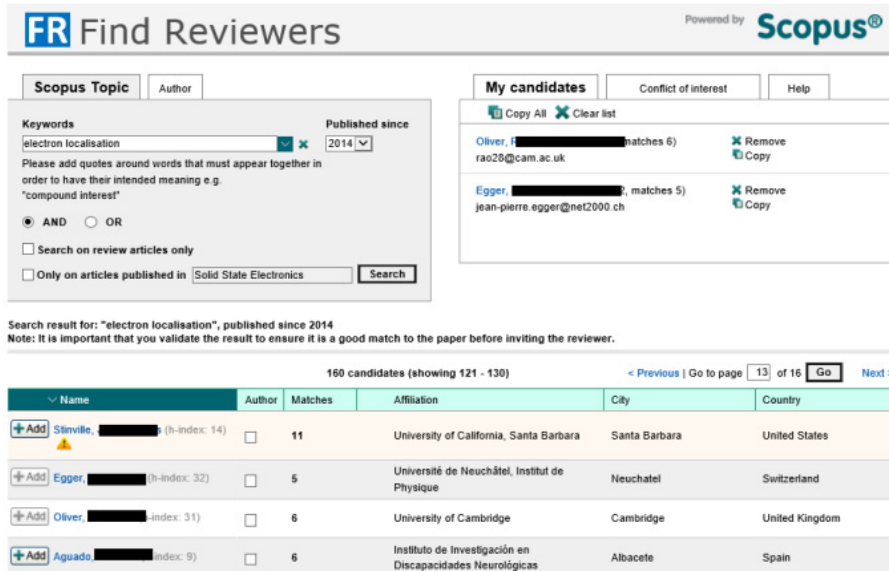 FR Find Reviewers
Powered by Scopus®
Scopus Topic
Author
Keywords
Published since
electron localisation
2014
Please add quotes around words that must appear together in
order to have their intended meaning e.g.
"compound interest"
AND
OR
Search on review articles only
Only on articles published in Solid State Electronics Search
My candidates
Conflict of interest
Help
Copy All Clear list
Oliver, matches 6) Remove
rao28@cam.ac.uk Copy
Egger, matches 5) Remove
jean-pierre.egger@net2000.ch Copy
Search result for: "electron localisation", published since 2014
Note: It is important that you validate the result to ensure it is a good match to the paper before inviting the reviewer.
160 candidates (showing 121 - 130) < Previous | Go to page 13 of 16 Go Next
Name Author Matches Affiliation City Country
+Add Stinville, (h-index: 14) 11 University of California, Santa Barbara Santa Barbara United States
+Add Egger, (h-index: 32) 5 Université de Neuchâtel, Institut de
Physique Neuchatel Switzerland
+Add Oliver, h-index: 31) 6 University of Cambridge Cambridge United Kingdom
+Add Aguado, index: 9) 6 Instituto de Investigación en
Discapacidades Neurológicas Albacete Spain